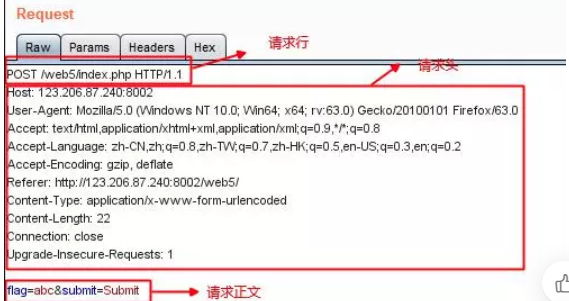 Request
Raw Params Headers Hex
请求行
请求头
POST /web5/index.php HTTP/1.1
Host: 123.206.87.240:8002
User-Agent: Mozilla/5.0 (Windows NT 10.0; Win64; x64; rv:63.0) Gecko/20100101 Firefox/63.0
Accept: text/html,application/xhtml+xml,application/xml;q=0.9,*/*;q=0.8
Accept-Language: zh-CN,zh;q=0.8,zh-TW;q=0.7,zh-HK;q=0.5,en-US;q=0.3,en;q=0.2
Accept-Encoding: gzip, deflate
Referer: http://123.206.87.240:8002/web5/
Content-Type: application/x-www-form-urlencoded
Content-Length: 22
Connection: close
Upgrade-Insecure-Requests: 1
flag=abc&submit=Submit
请求正文